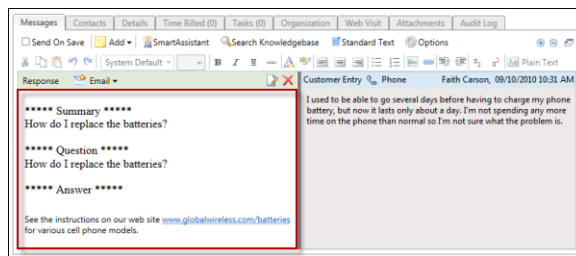 Messages Contacts Details Time Billed (0) Tasks (0) Organization Web Visit Attachments Audit Log
Send On Save Add SmartAssistant Search Knowledgebase Standard Text Options
System Default B I U A Plain Text
Response Email
***** Summary *****
How do I replace the batteries?
***** Question *****
How do I replace the batteries?
***** Answer *****
See the instructions on our web site www.globalwireless.com/batteries
for various cell phone models.
Customer Entry Phone Faith Carson, 09/10/2010 10:31 AM
I used to be able to go several days before having to charge my phone
battery, but now it lasts only about a day. I'm not spending any more
time on the phone than normal so I'm not sure what the problem is.